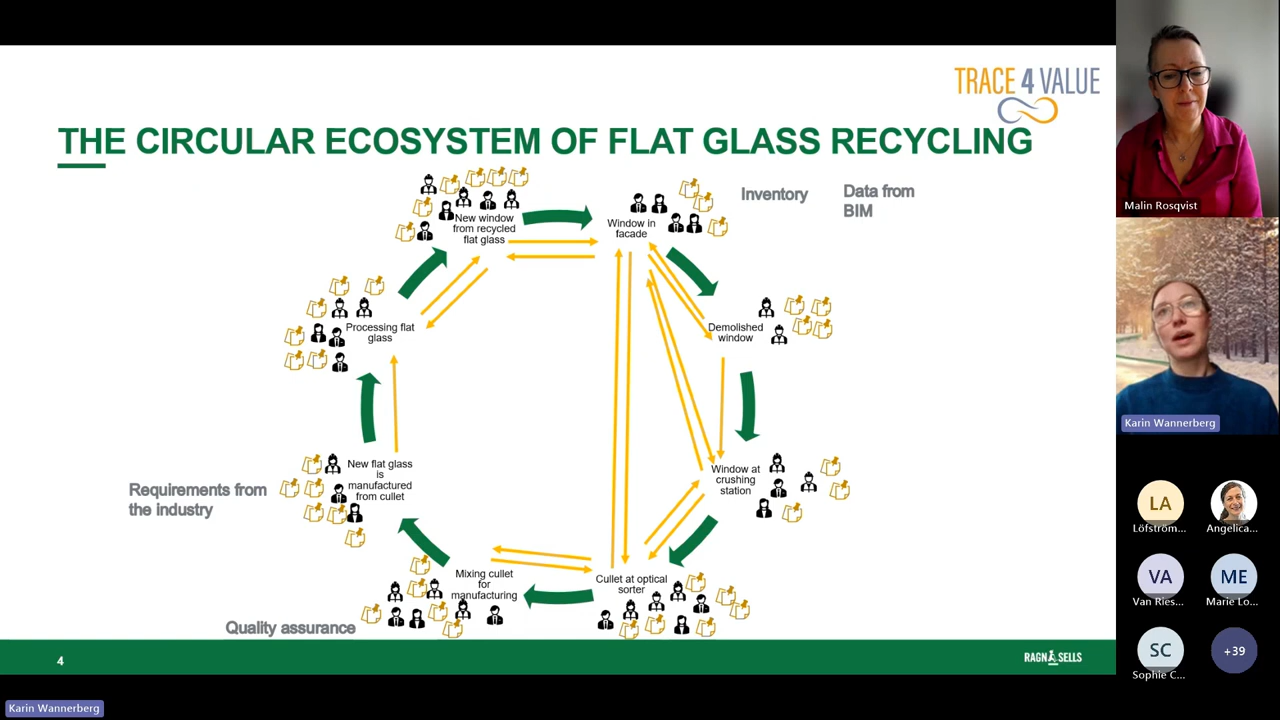 TRACE 4 VALUE
THE CIRCULAR ECOSYSTEM OF FLAT GLASS RECYCLING
New window
from recycled
flat glass
Window in
facade
Inventory
Data from
BIM
Processing flat
glass
Demolished
window
New flat glass
is
manufactured
from cullet
Window at
crushing
station
Requirements from
the industry
Mixing cullet
for
manufacturing
Cullet at optical
sorter
Quality assurance
4
RAGN SELLS
Malin Rosqvist
Karin Wannerberg
LA
Löfström...
Angelica...
VA
Van Ries...
ME
Marie Lo...
SC
Sophie C...
+39
Karin Wannerberg